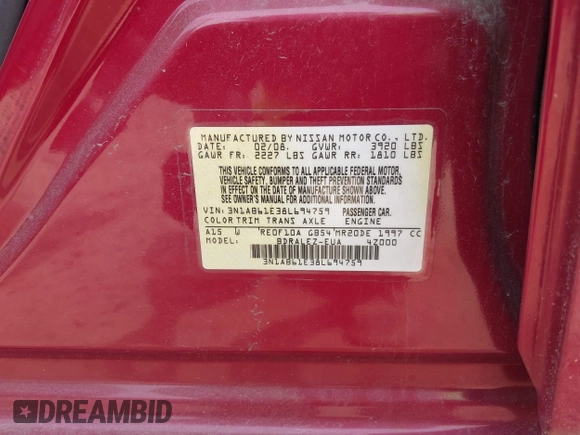 MANUFACTURED BY NISSAN MOTOR CO., LTD.
DATE: 02/08. GVWR: 3920 LBS
GAWR FR: 2227 LBS GAWR RR: 1810 LBS
THIS VEHICLE CONFORMS TO ALL APPLICABLE FEDERAL MOTOR
VEHICLE SAFETY, BUMPER AND THEFT PREVENTION STANDARDS
IN EFFECT ON THE DATE OF MANUFACTURE SHOWN ABOVE.
SEE OWNER'S MANUAL FOR ADDITIONAL INFORMATION.
VIN: 3N1AB61E38L694759 PASSENGER CAR.
COLOR TRIM TRANS AXLE ENGINE
A15 W RE0F10A GB54 MR20DE 1997 CC
MODEL: BDRALEZ-EUA 4Z000
3N1AB61E38L694759
DREAMBID